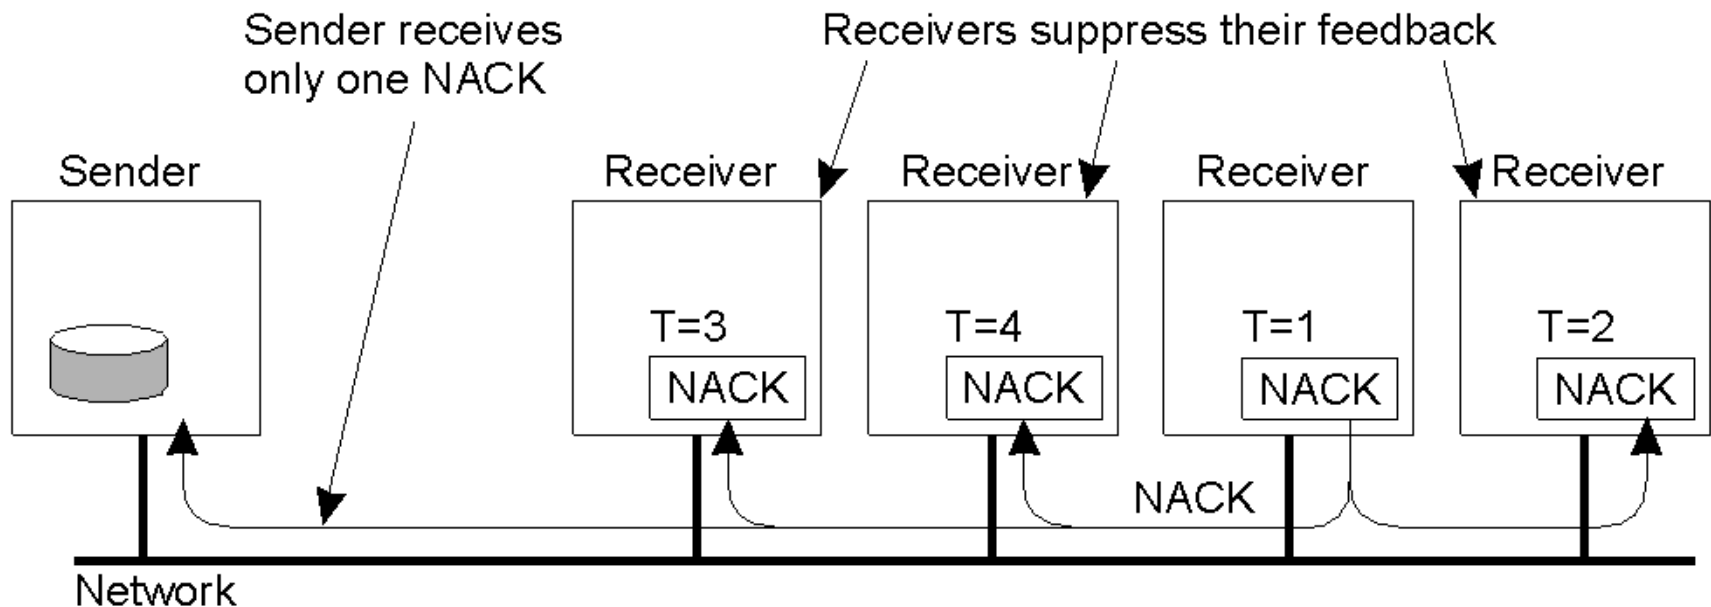 Sender receives
only one NACK
Receivers suppress their feedback
Sender
Receiver
Receiver
Receiver
Receiver
T=3
NACK
T=4
NACK
T=1
NACK
T=2
NACK
NACK
Network